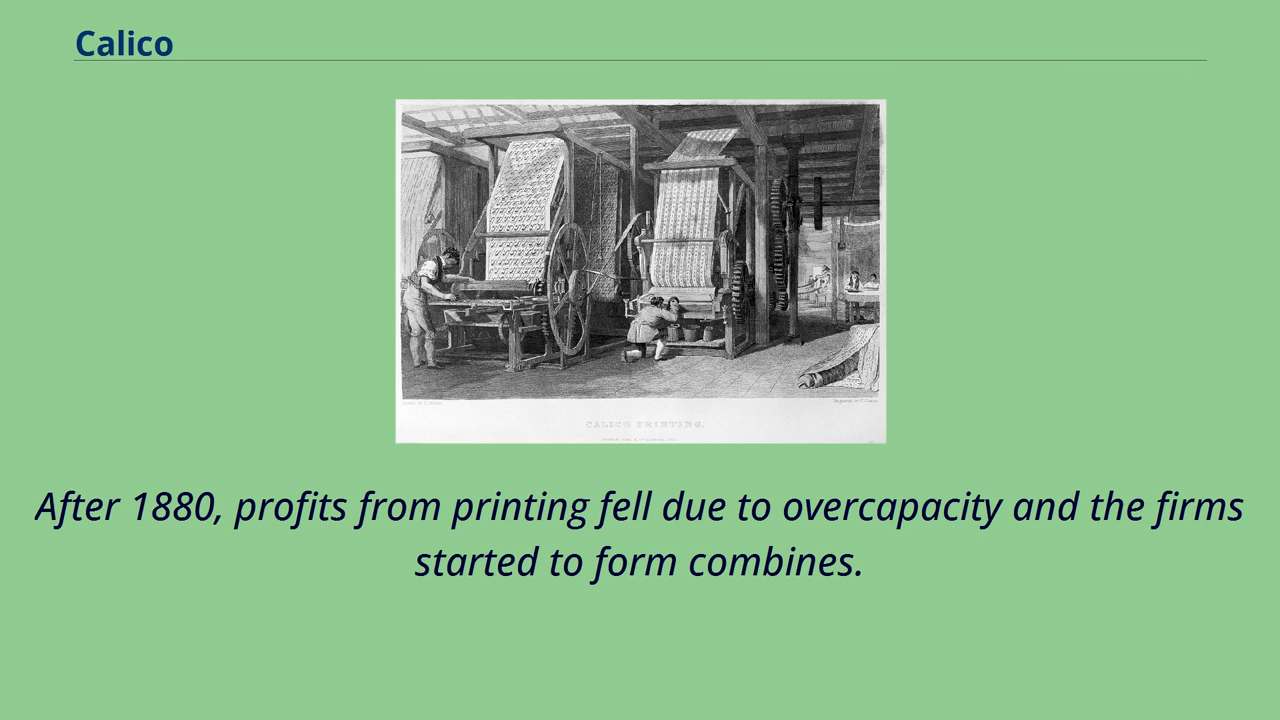 Calico
CALICO PRINTING.
After 1880, profits from printing fell due to overcapacity and the firms
started to form combines.